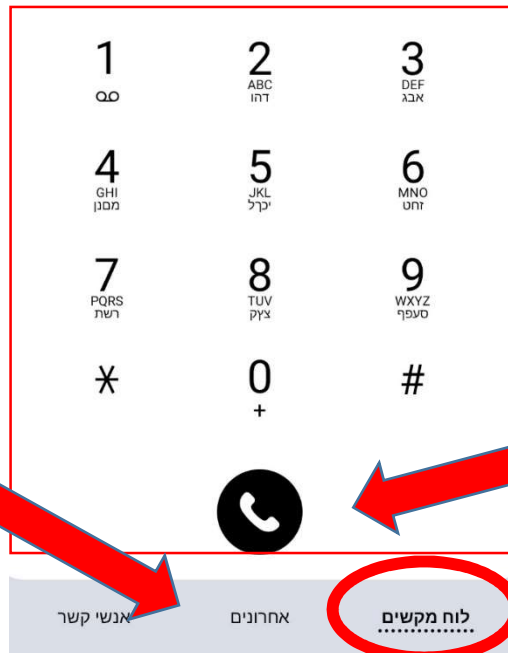 1 2 3
ABC DEF
דהו
אבג
4 5 6
GHI JKL MNO
מםנן
יכךל
זחט
7 8 9
PQRS TUV WXYZ
רשת
צץק
סעפף
* 0 #
+
לוח מקשים
אחרונים
אנשי קשר